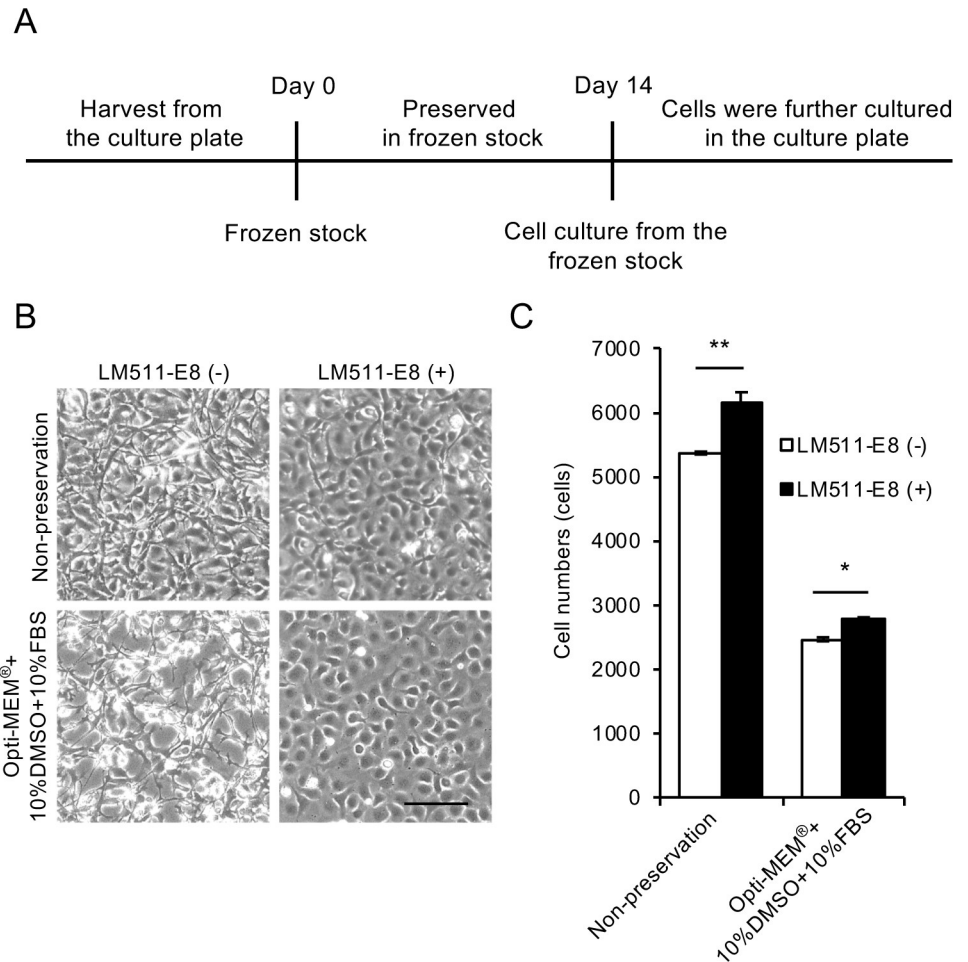 A
Day 0
Day 14
Harvest from
the culture plate
Preserved
in frozen stock
Cells were further cultured
in the culture plate
Frozen stock
Cell culture from the
frozen stock
B
LM511-E8 (-)
LM511-E8 (+)
Non-preservation
Opti-MEM®+
10%DMSO+10%FBS
C
Cell numbers (cells)
7000
6000
5000
4000
3000
2000
1000
0
**
*
LM511-E8 (-)
LM511-E8 (+)
Non-preservation
Opti-MEM®+
10%DMSO+10%FBS